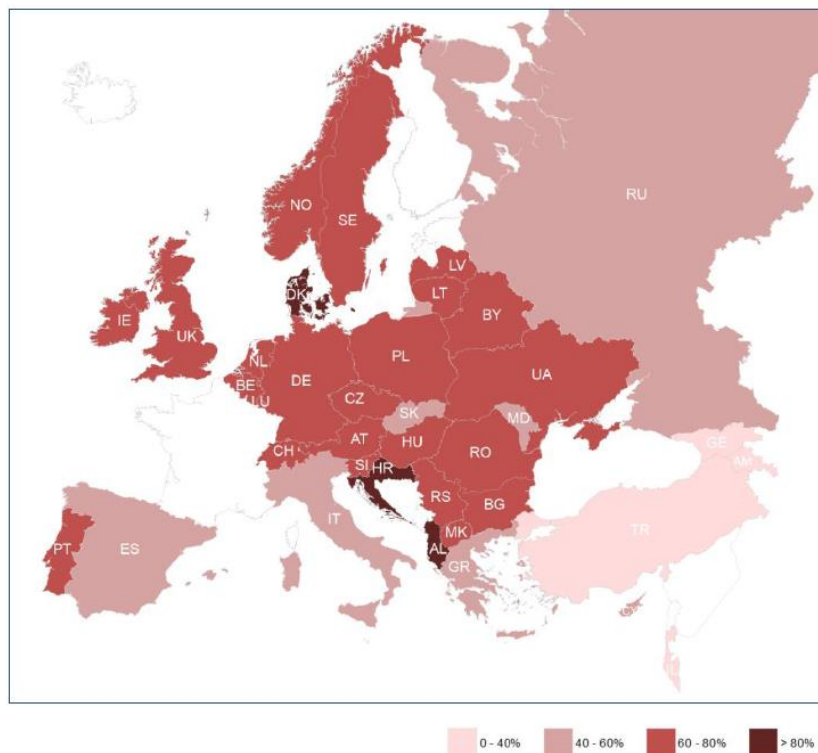 RU
NO
SE
LV
DK
LT
IE
BY
UK
NL
PL
DE
BE
UA
LU
CZ
SK
MD
AT
HU
CH
RO
GE
SI
HR
AM
RS
BG
IT
MK
TR
PT
ES
AL
GR
CY
0 - 40%
40 - 60%
60 - 80%
> 80%